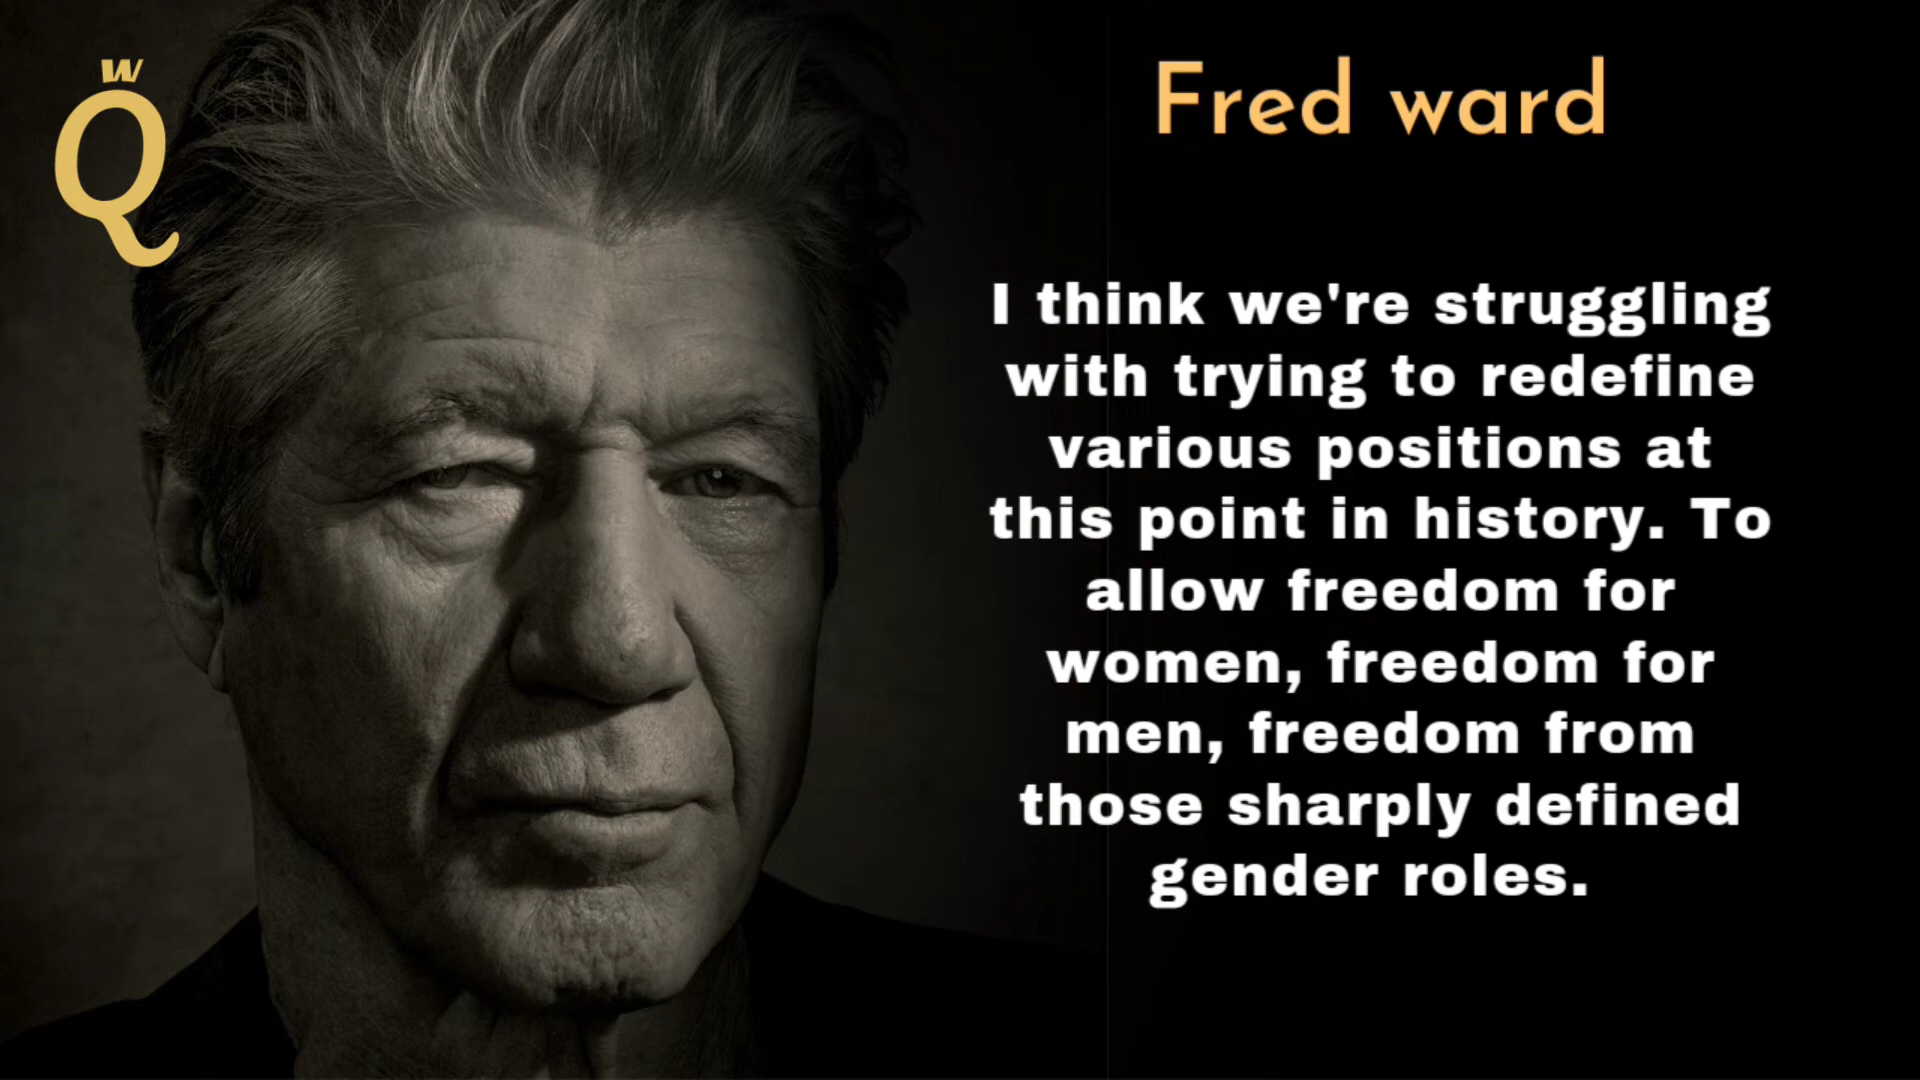 W
Q
Fred ward
I think we're struggling
with trying to redefine
various positions at
this point in history. To
allow freedom for
women, freedom for
men, freedom from
those sharply defined
gender roles.